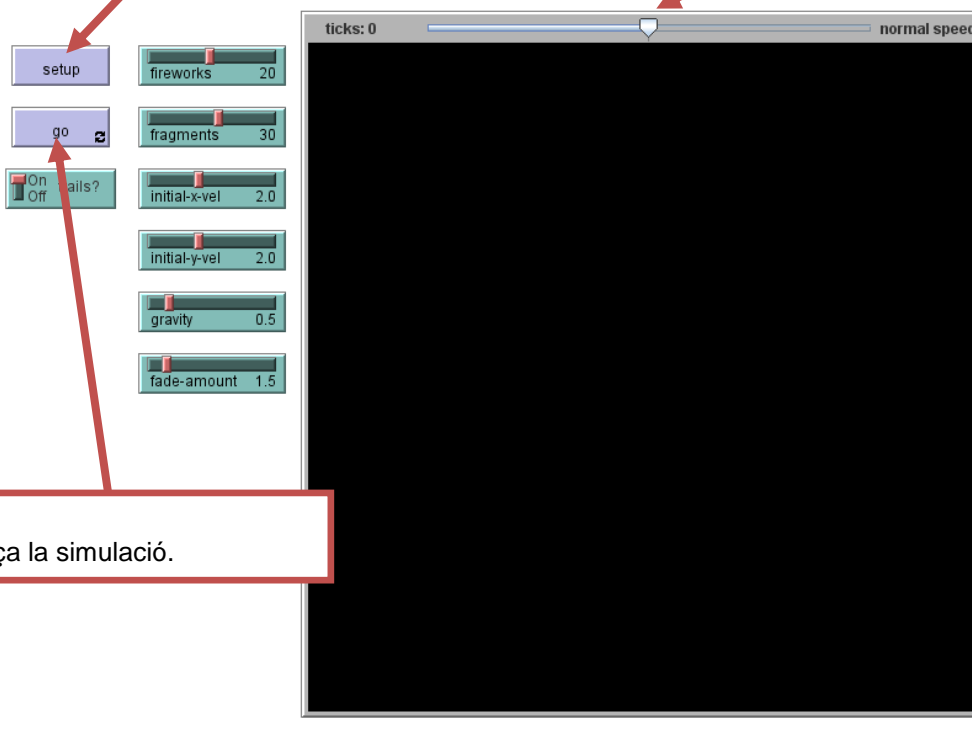 ticks: 0
normal speed
setup
fireworks 20
go
fragments 30
On
Off
ails?
initial-x-vel 2.0
initial-y-vel 2.0
gravity 0.5
fade-amount 1.5
ça la simulació.